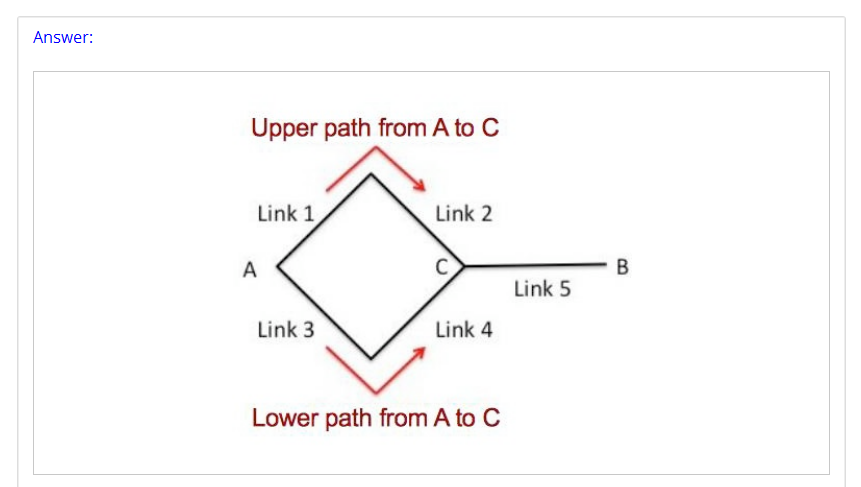 Answer:
Upper path from A to C
Link 1
Link 2
A
C
B
Link 5
Link 3
Link 4
Lower path from A to C